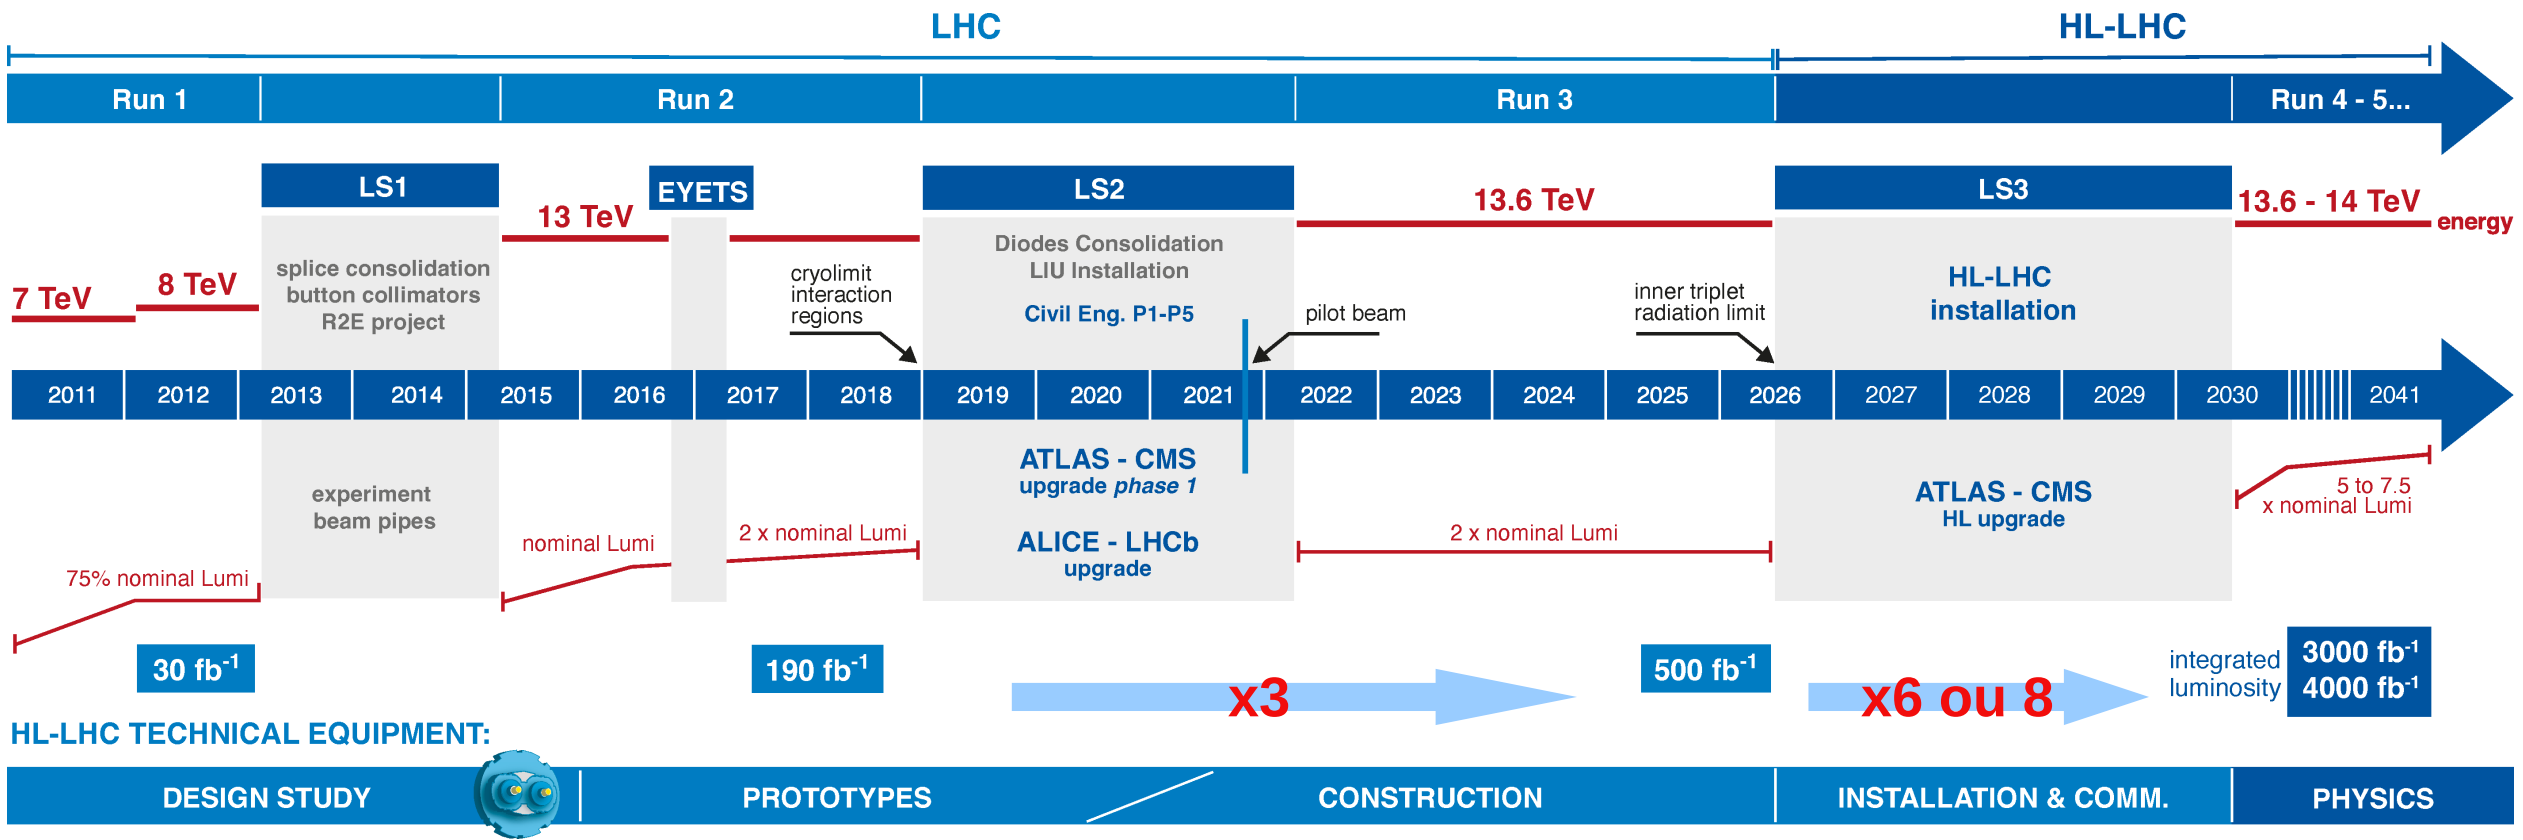 LHC
HL-LHC
Run 1
Run 2
Run 3
Run 4 - 5...
LS1
EYETS
LS2
LS3
13 TeV
13.6 TeV
13.6 - 14 TeV
energy
7 TeV
8 TeV
splice consolidation
button collimators
R2E project
cryolimit
interaction
regions
Diodes Consolidation
LIU Installation
Civil Eng. P1-P5
pilot beam
inner triplet
radiation limit
HL-LHC
installation
2011
2012
2013
2014
2015
2016
2017
2018
2019
2020
2021
2022
2023
2024
2025
2026
2027
2028
2029
2030
2041
experiment
beam pipes
ATLAS - CMS
upgrade phase 1
ALICE - LHCb
upgrade
ATLAS - CMS
HL upgrade
5 to 7.5
x nominal Lumi
75% nominal Lumi
nominal Lumi
2 x nominal Lumi
2 x nominal Lumi
30 fb⁻¹
190 fb⁻¹
x3
500 fb⁻¹
x6 ou 8
integrated
luminosity
3000 fb⁻¹
4000 fb⁻¹
HL-LHC TECHNICAL EQUIPMENT:
DESIGN STUDY
PROTOTYPES
CONSTRUCTION
INSTALLATION & COMM.
PHYSICS